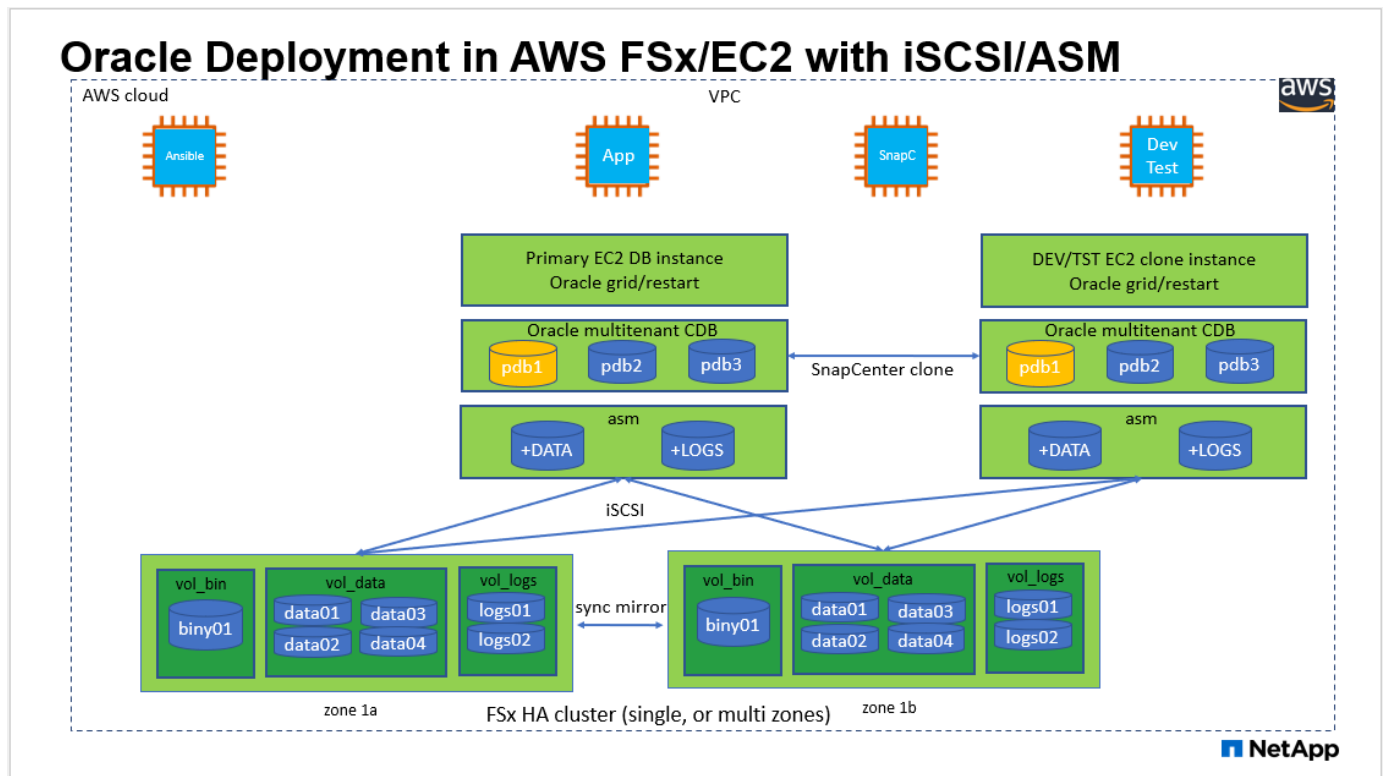 Oracle Deployment in AWS FSx/EC2 with iSCSI/ASM
AWS cloud
VPC
aws
Ansible
App
SnapC
Dev
Test
Primary EC2 DB instance
Oracle grid/restart
DEV/TST EC2 clone instance
Oracle grid/restart
Oracle multitenant CDB
pdb1
pdb2
pdb3
SnapCenter clone
Oracle multitenant CDB
pdb1
pdb2
pdb3
asm
+DATA
+LOGS
asm
+DATA
+LOGS
iSCSI
vol_bin
biny01
vol_data
data01
data03
data02
data04
vol_logs
logs01
logs02
sync mirror
vol_bin
biny01
vol_data
data01
data03
data02
data04
vol_logs
logs01
logs02
zone 1a
FSx HA cluster (single, or multi zones)
zone 1b
NetApp